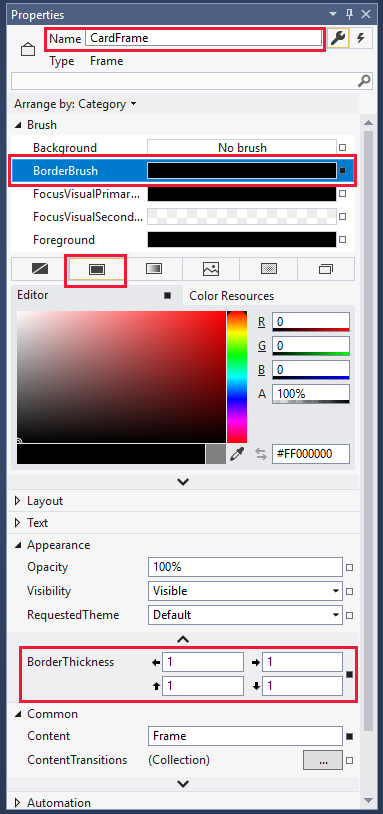 Properties
Name CardFrame
Type Frame
Arrange by: Category
Brush
Background No brush
BorderBrush
FocusVisualPrimar...
FocusVisualSecond...
Foreground
Editor Color Resources
R 0
G 0
B 0
A 100%
#FF000000
Layout
Text
Appearance
Opacity 100%
Visibility Visible
RequestedTheme Default
BorderThickness 1 1
1 1
Common
Content Frame
ContentTransitions (Collection) ...
Automation